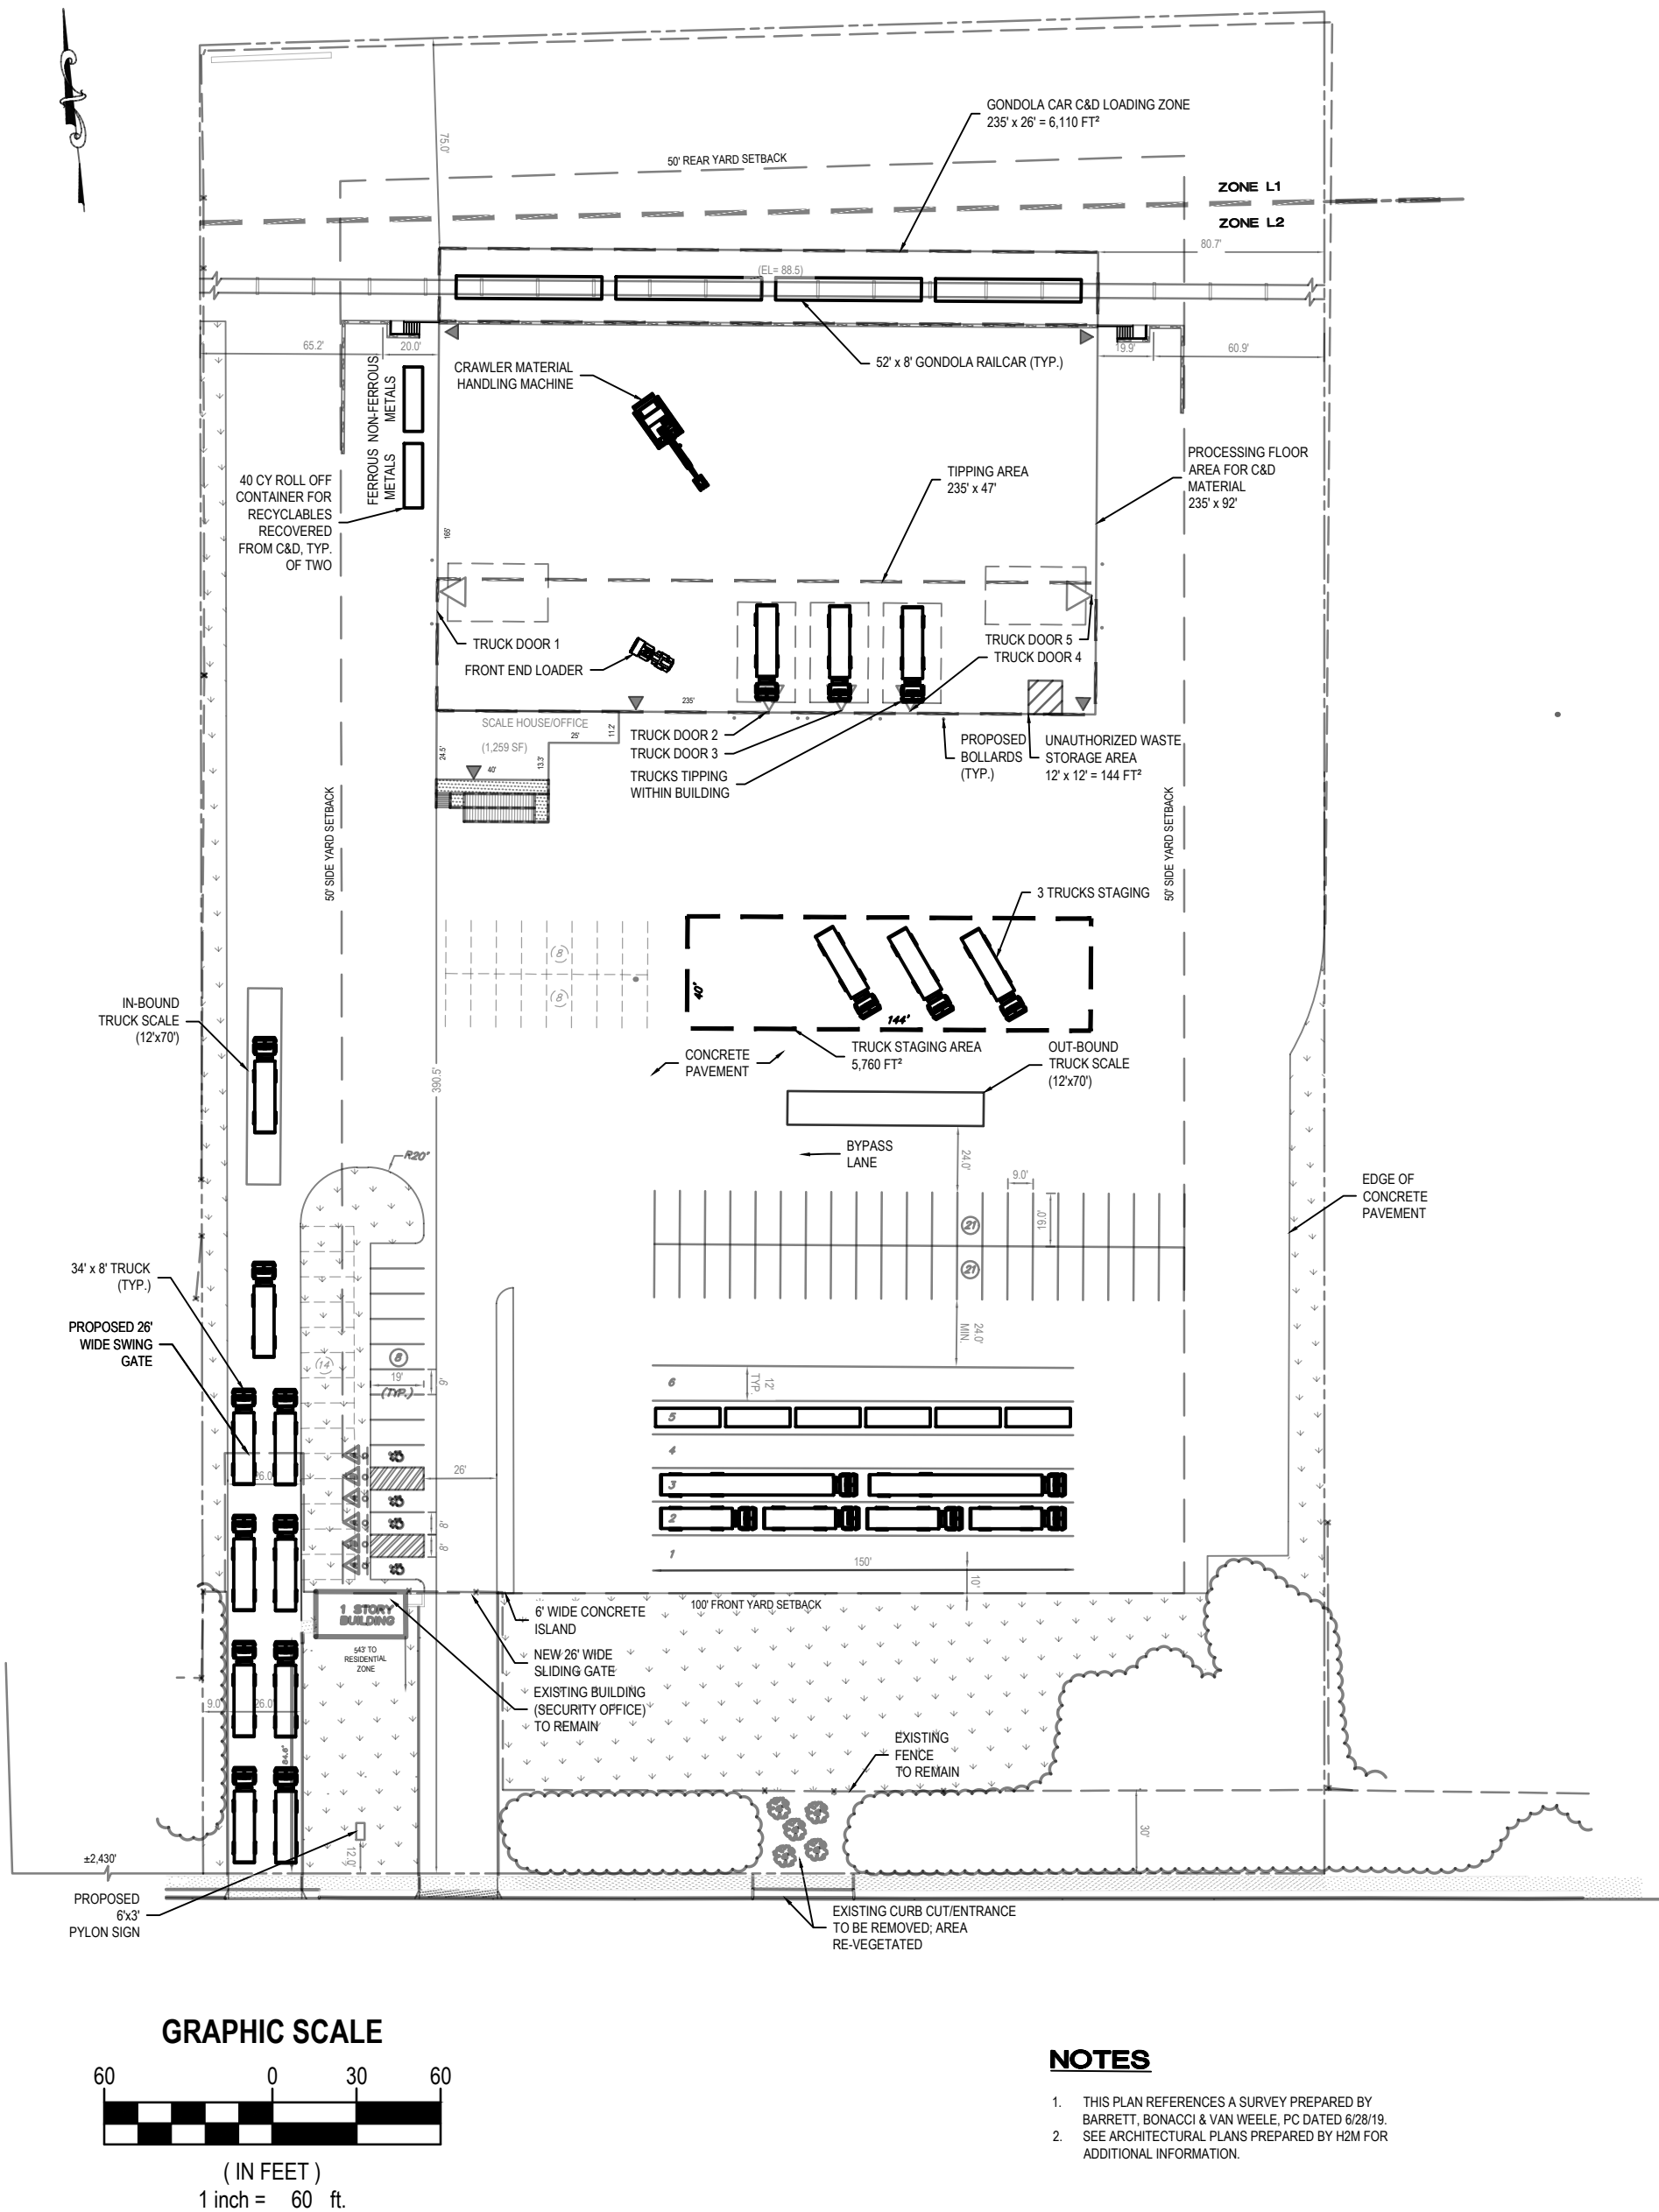 GONDOLA CAR C&D LOADING ZONE
235' x 26' = 6,110 FT²
75.0'
50' REAR YARD SETBACK
ZONE L1
ZONE L2
80.7'
(EL= 88.5)
65.2'
20.0'
19.9'
60.9'
52' x 8' GONDOLA RAILCAR (TYP.)
CRAWLER MATERIAL
HANDLING MACHINE
NON-FERROUS
METALS
FERROUS
METALS
40 CY ROLL OFF
CONTAINER FOR
RECYCLABLES
RECOVERED
FROM C&D, TYP.
OF TWO
TIPPING AREA
235' x 47'
PROCESSING FLOOR
AREA FOR C&D
MATERIAL
235' x 92'
165'
TRUCK DOOR 1
FRONT END LOADER
TRUCK DOOR 5
TRUCK DOOR 4
235'
SCALE HOUSE/OFFICE
(1,259 SF)
25'
11.2'
24.5'
40'
13.3'
TRUCK DOOR 2
TRUCK DOOR 3
TRUCKS TIPPING
WITHIN BUILDING
PROPOSED
BOLLARDS
(TYP.)
UNAUTHORIZED WASTE
STORAGE AREA
12' x 12' = 144 FT²
50' SIDE YARD SETBACK
50' SIDE YARD SETBACK
3 TRUCKS STAGING
(8)
(8)
40'
144'
IN-BOUND
TRUCK SCALE
(12'x70')
CONCRETE
PAVEMENT
TRUCK STAGING AREA
5,760 FT²
OUT-BOUND
TRUCK SCALE
(12'x70')
390.5'
BYPASS
LANE
R20'
24.0'
9.0'
19.0'
21
21
EDGE OF
CONCRETE
PAVEMENT
34' x 8' TRUCK
(TYP.)
PROPOSED 26'
WIDE SWING
GATE
24.0'
MIN.
(14)
8
19'
(TYP.)
9'
6
12'
TYP.
5
4
3
2
1
26.0'
26'
8'
8'
150'
10'
1 STORY
BUILDING
543' TO
RESIDENTIAL
ZONE
100' FRONT YARD SETBACK
6' WIDE CONCRETE
ISLAND
NEW 26' WIDE
SLIDING GATE
EXISTING BUILDING
(SECURITY OFFICE)
TO REMAIN
9.0'
26.0'
84.6'
EXISTING
FENCE
TO REMAIN
30'
12.0'
±2,430'
PROPOSED
6'x3'
PYLON SIGN
EXISTING CURB CUT/ENTRANCE
TO BE REMOVED; AREA
RE-VEGETATED
GRAPHIC SCALE
60 0 30 60
( IN FEET )
1 inch = 60 ft.
NOTES
1. THIS PLAN REFERENCES A SURVEY PREPARED BY
BARRETT, BONACCI & VAN WEELE, PC DATED 6/28/19.
2. SEE ARCHITECTURAL PLANS PREPARED BY H2M FOR
ADDITIONAL INFORMATION.